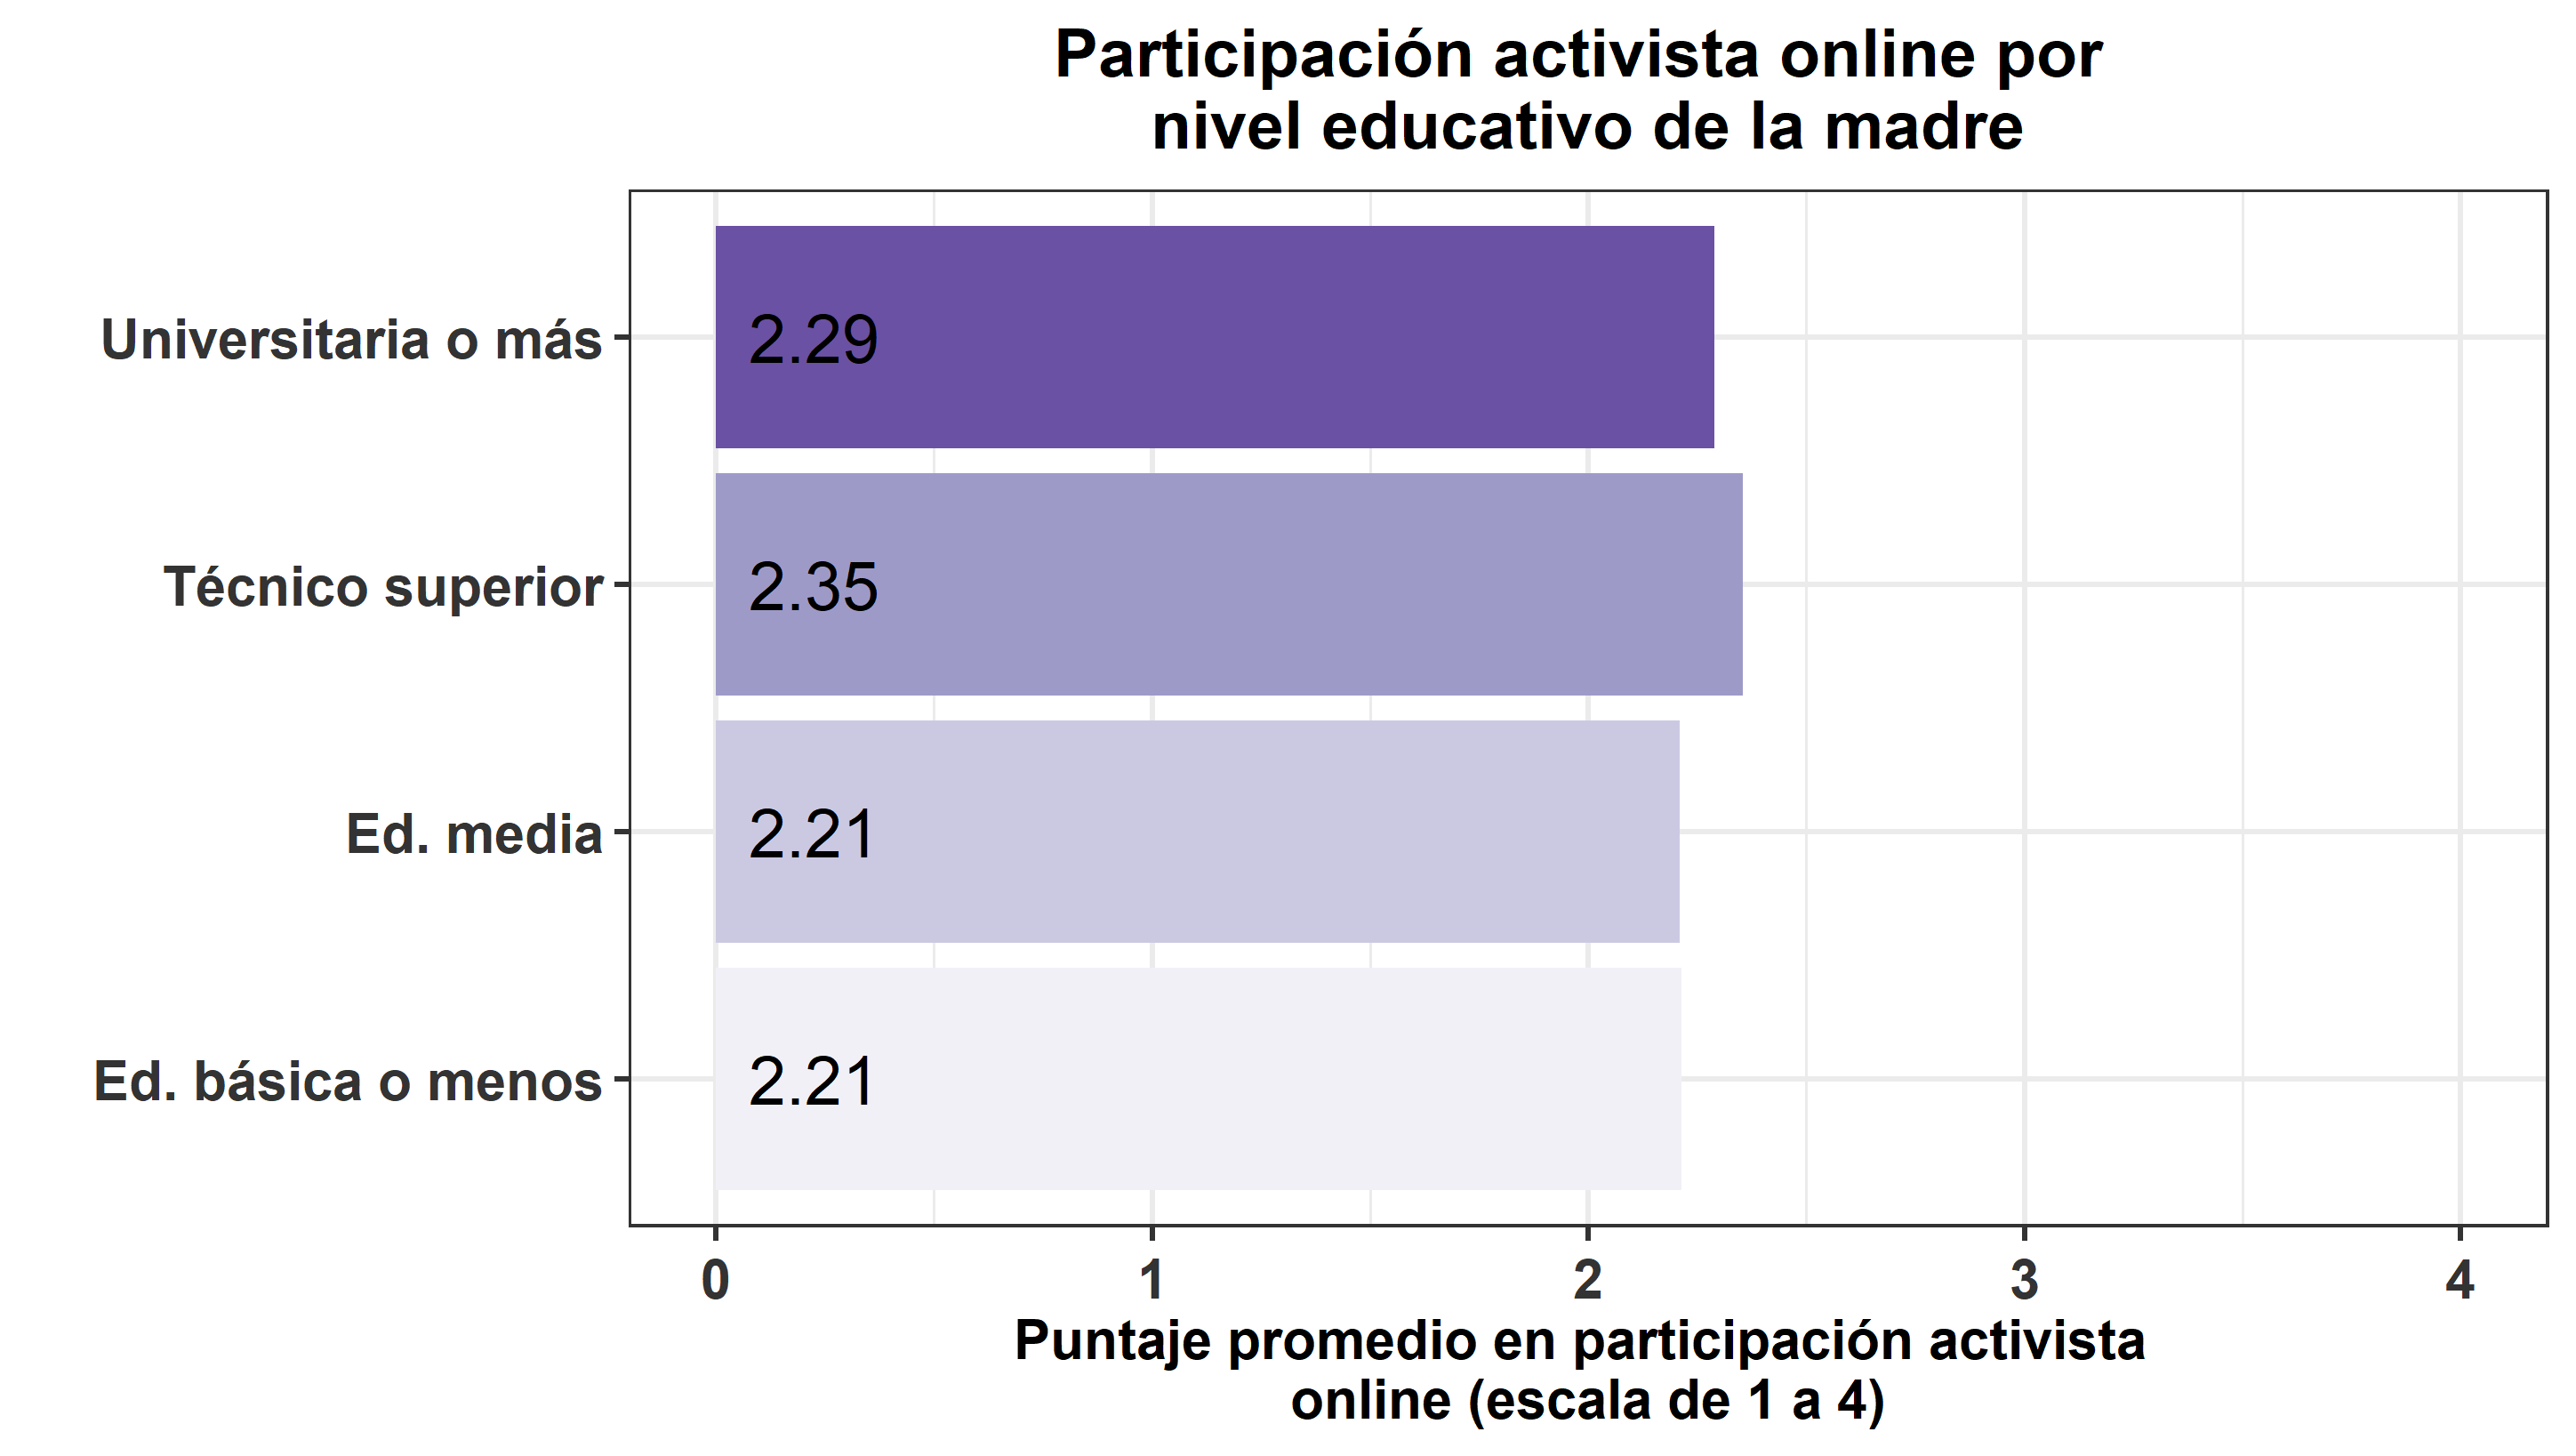 Participación activista online por
nivel educativo de la madre
Universitaria o más
2.29
Técnico superior
2.35
Ed. media
2.21
Ed. básica o menos
2.21
0 1 2 3 4
Puntaje promedio en participación activista
online (escala de 1 a 4)